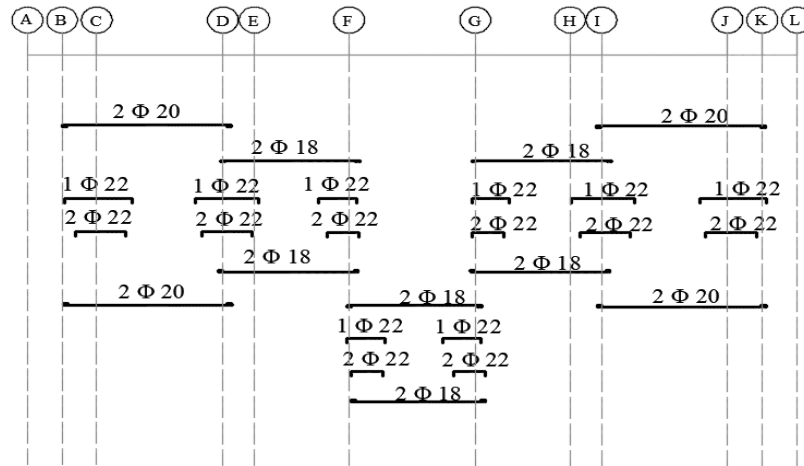 A B C D E F G H I J K L
2 Φ 20 2 Φ 20
2 Φ 18 2 Φ 18
1 Φ 22 1 Φ 22 1 Φ 22 1 Φ 22 1 Φ 22 1 Φ 22
2 Φ 22 2 Φ 22 2 Φ 22 2 Φ 22 2 Φ 22 2 Φ 22
2 Φ 18 2 Φ 18
2 Φ 20 2 Φ 18 2 Φ 20
1 Φ 22 1 Φ 22
2 Φ 22 2 Φ 22
2 Φ 18